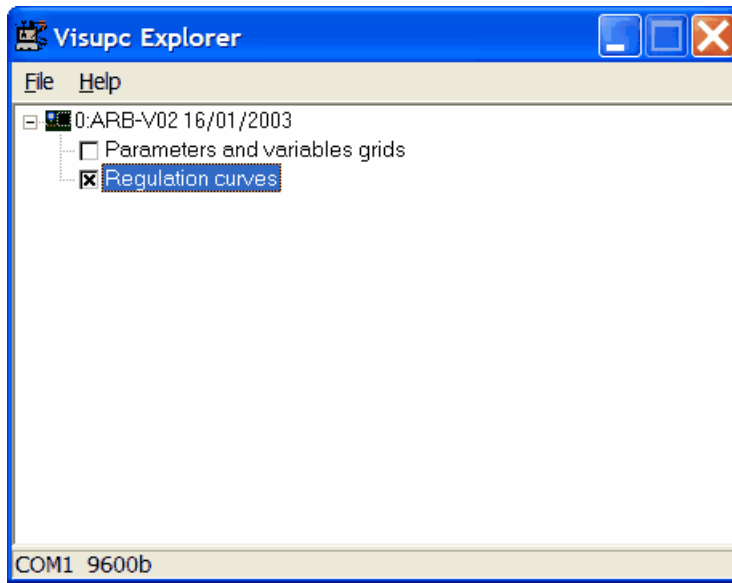 Visupc Explorer
File Help
0:ARB-V02 16/01/2003
Parameters and variables grids
Regulation curves
COM1 9600b